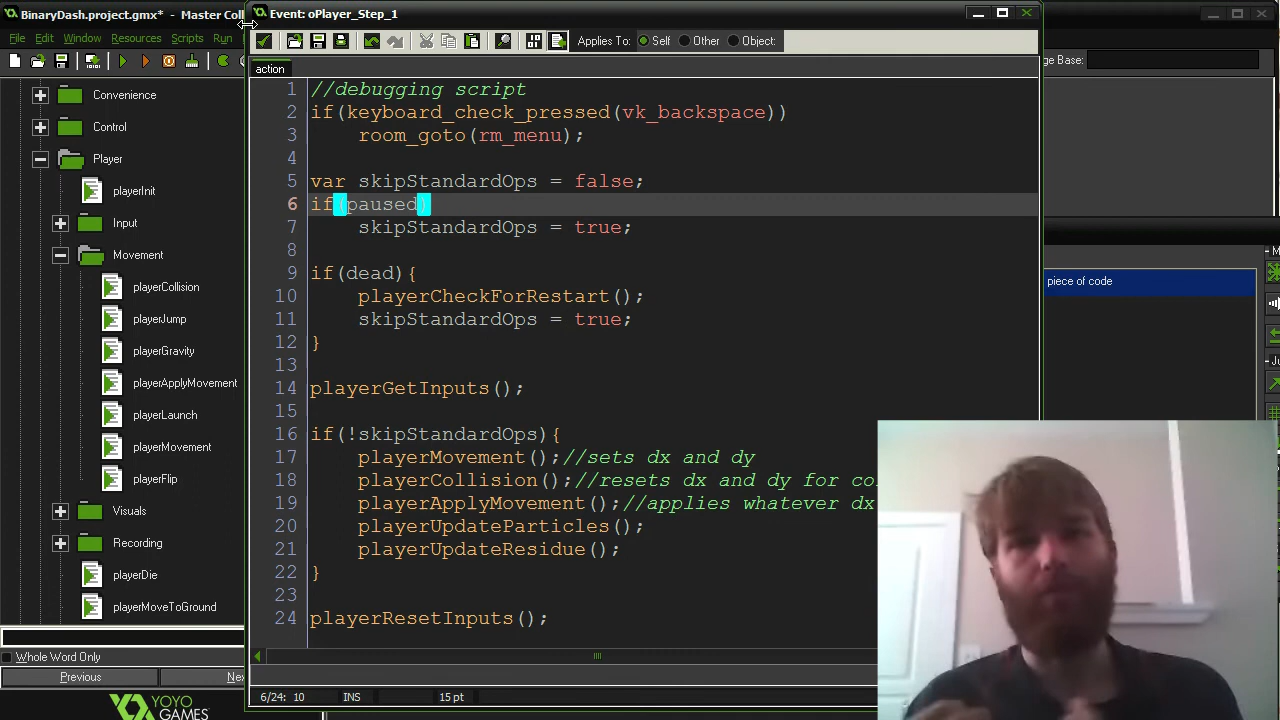 BinaryDash.project.gmx* - Master Coll
Event: oPlayer_Step_1
File Edit Window Resources Scripts Run
Applies To: Self Other Object:
ge Base:
action
Convenience
Control
Player
playerInit
Input
Movement
playerCollision
playerJump
playerGravity
playerApplyMovement
playerLaunch
playerMovement
playerFlip
Visuals
Recording
playerDie
playerMoveToGround
1 //debugging script
2 if(keyboard_check_pressed(vk_backspace))
3 room_goto(rm_menu);
4
5 var skipStandardOps = false;
6 if(paused)
7 skipStandardOps = true;
8
9 if(dead){
10 playerCheckForRestart();
11 skipStandardOps = true;
12 }
13
14 playerGetInputs();
15
16 if(!skipStandardOps){
17 playerMovement();//sets dx and dy
18 playerCollision();//resets dx and dy for co
19 playerApplyMovement();//applies whatever dx
20 playerUpdateParticles();
21 playerUpdateResidue();
22 }
23
24 playerResetInputs();
piece of code
Whole Word Only
Previous
Nex
YOYO
GAMES
6/24: 10 INS 15 pt